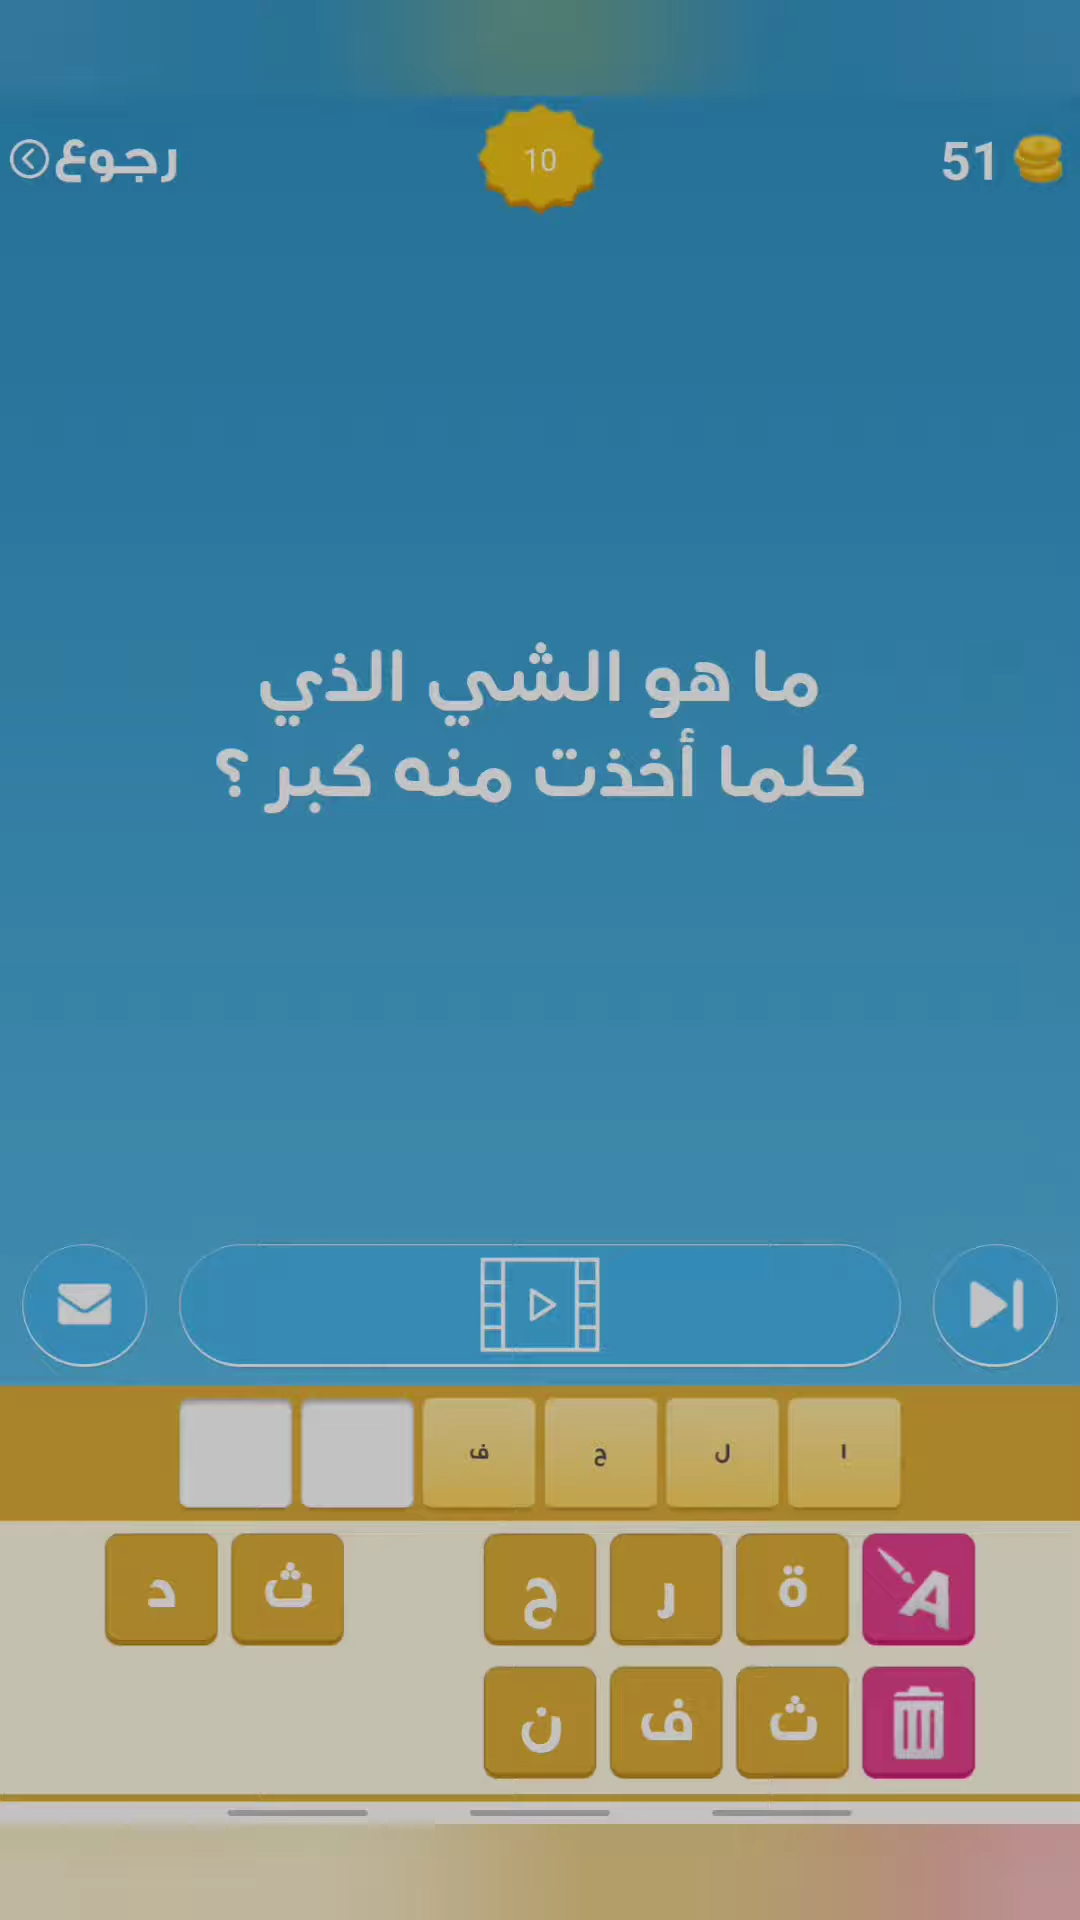 رجوع
10
51
ما هو الشي الذي
كلما أخذت منه كبر ؟
ا ل ح ف
A ة ر ح ث د
ث ف ن